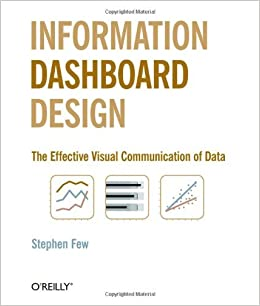 INFORMATION
DASHBOARD
DESIGN
The Effective Visual Communication of Data
O'REILLY®
Stephen Few